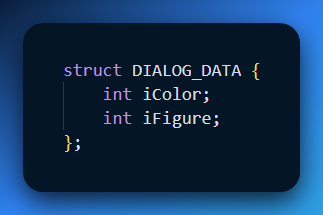 struct DIALOG_DATA {
    int iColor;
    int iFigure;
};